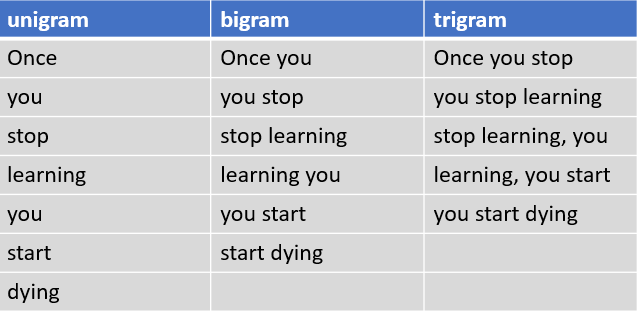 unigram bigram trigram
Once Once you Once you stop
you you stop you stop learning
stop stop learning stop learning, you
learning learning you learning, you start
you you start you start dying
start start dying
dying